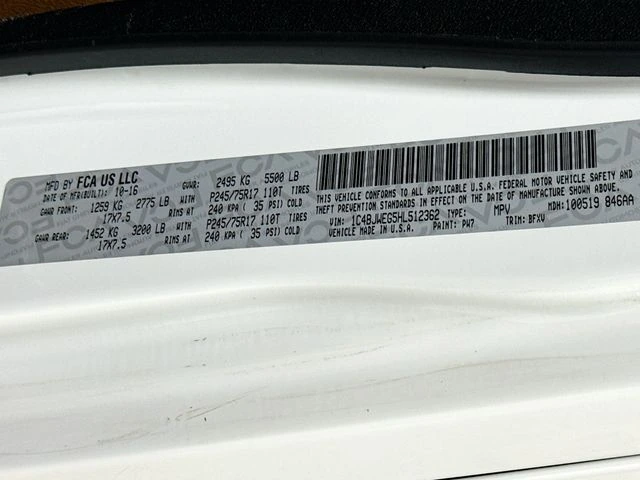 MFD BY FCA US LLC
DATE OF MFR(BUILT): 10-16 GVWR: 2495 KG 5500 LB
GAWR FRONT: 1259 KG 2775 LB WITH P245/75R17 110T TIRES
17X7.5 RIMS AT 240 KPA ( 35 PSI) COLD
GAWR REAR: 1452 KG 3200 LB WITH P245/75R17 110T TIRES
17X7.5 RIMS AT 240 KPA ( 35 PSI) COLD
THIS VEHICLE CONFORMS TO ALL APPLICABLE U.S.A. FEDERAL MOTOR VEHICLE SAFETY
STANDARDS IN EFFECT ON THE DATE OF MANUFACTURE SHOWN ABOVE.
VIN: 1C4BJWEG5HL512362 TYPE: MPV MDH: 100519 846AA
VEHICLE MADE IN U.S.A. PAINT: PW7 TRIM: BFXV